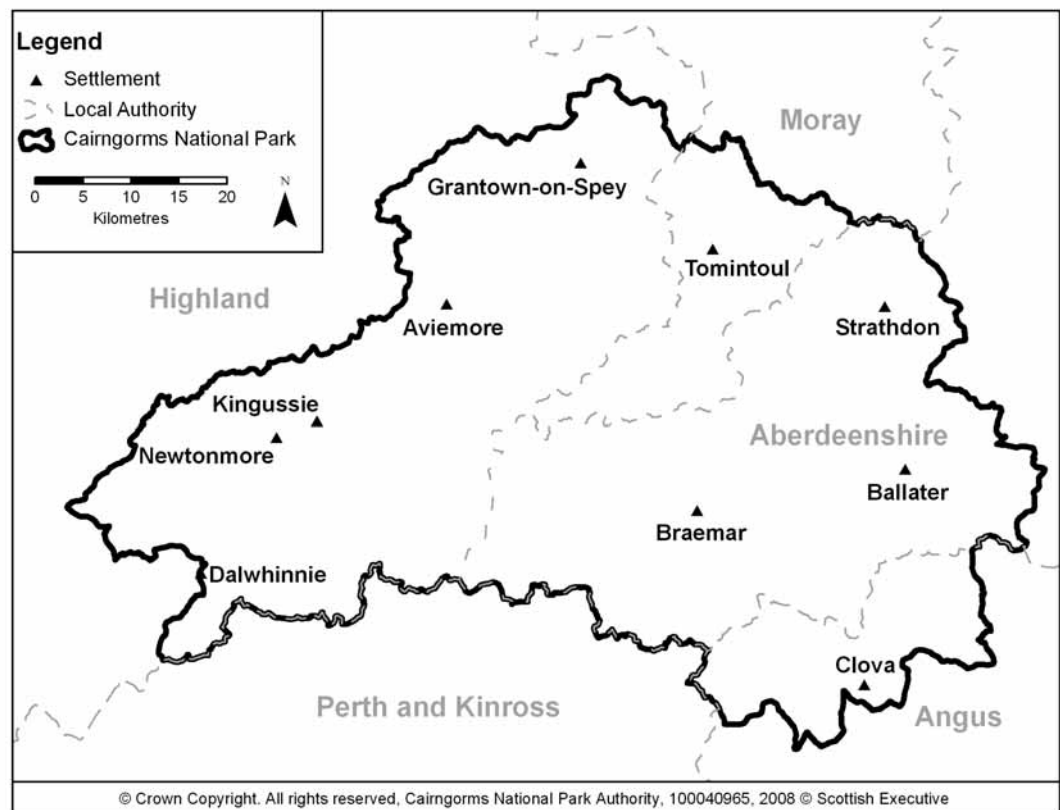 Legend
Settlement
Local Authority
Cairngorms National Park
0 5 10 15 20
Kilometres
N
Moray
Grantown-on-Spey
Tomintoul
Highland
Aviemore
Strathdon
Kingussie
Newtonmore
Aberdeenshire
Ballater
Braemar
Dalwhinnie
Clova
Perth and Kinross
Angus
© Crown Copyright. All rights reserved, Cairngorms National Park Authority, 100040965, 2008 © Scottish Executive